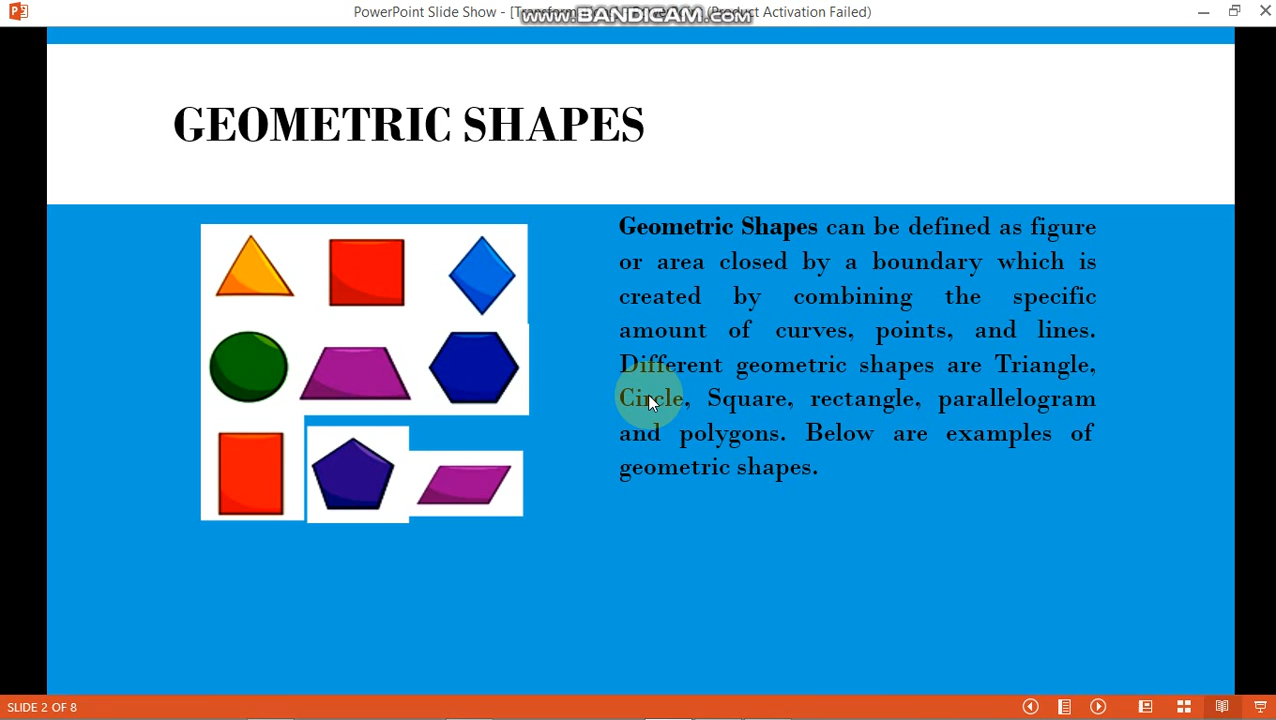 PowerPoint Slide Show - [Transform (Product Activation Failed)
www.BANDICAM.com
GEOMETRIC SHAPES
Geometric Shapes can be defined as figure
or area closed by a boundary which is
created by combining the specific
amount of curves, points, and lines.
Different geometric shapes are Triangle,
Circle, Square, rectangle, parallelogram
and polygons. Below are examples of
geometric shapes.
SLIDE 2 OF 8